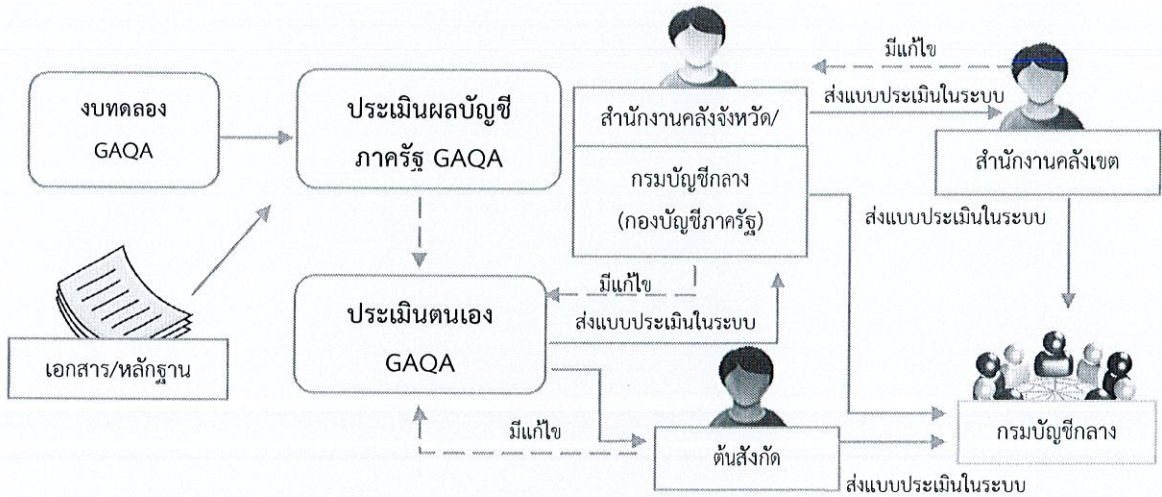 งบทดลอง
GAQA
ประเมินผลบัญชี
ภาครัฐ GAQA
สำนักงานคลังจังหวัด/
กรมบัญชีกลาง
(กองบัญชีภาครัฐ)
มีแก้ไข
ส่งแบบประเมินในระบบ
สำนักงานคลังเขต
ส่งแบบประเมินในระบบ
เอกสาร/หลักฐาน
ประเมินตนเอง
GAQA
มีแก้ไข
ส่งแบบประเมินในระบบ
มีแก้ไข
ต้นสังกัด
กรมบัญชีกลาง
ส่งแบบประเมินในระบบ